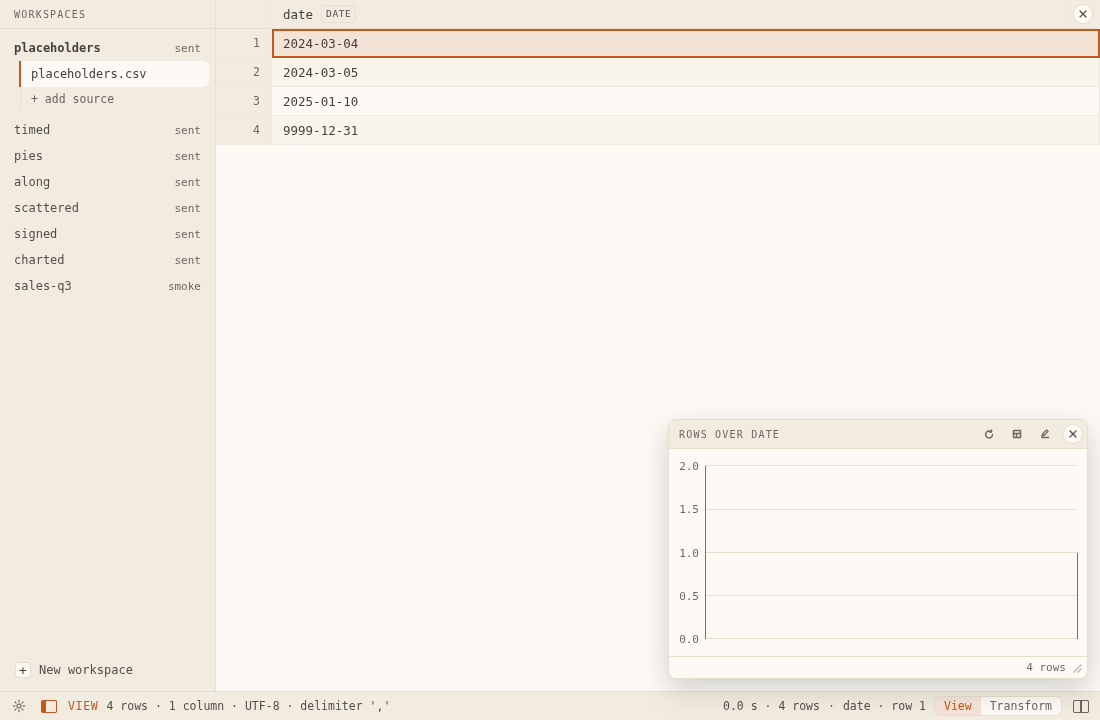 WORKSPACES
placeholders sent
placeholders.csv
+ add source
timed sent
pies sent
along sent
scattered sent
signed sent
charted sent
sales-q3 smoke
+ New workspace
date DATE
1 2024-03-04
2 2024-03-05
3 2025-01-10
4 9999-12-31
ROWS OVER DATE
2.0
1.5
1.0
0.5
0.0
4 rows
VIEW 4 rows · 1 column · UTF-8 · delimiter ','
0.0 s · 4 rows · date · row 1 View Transform